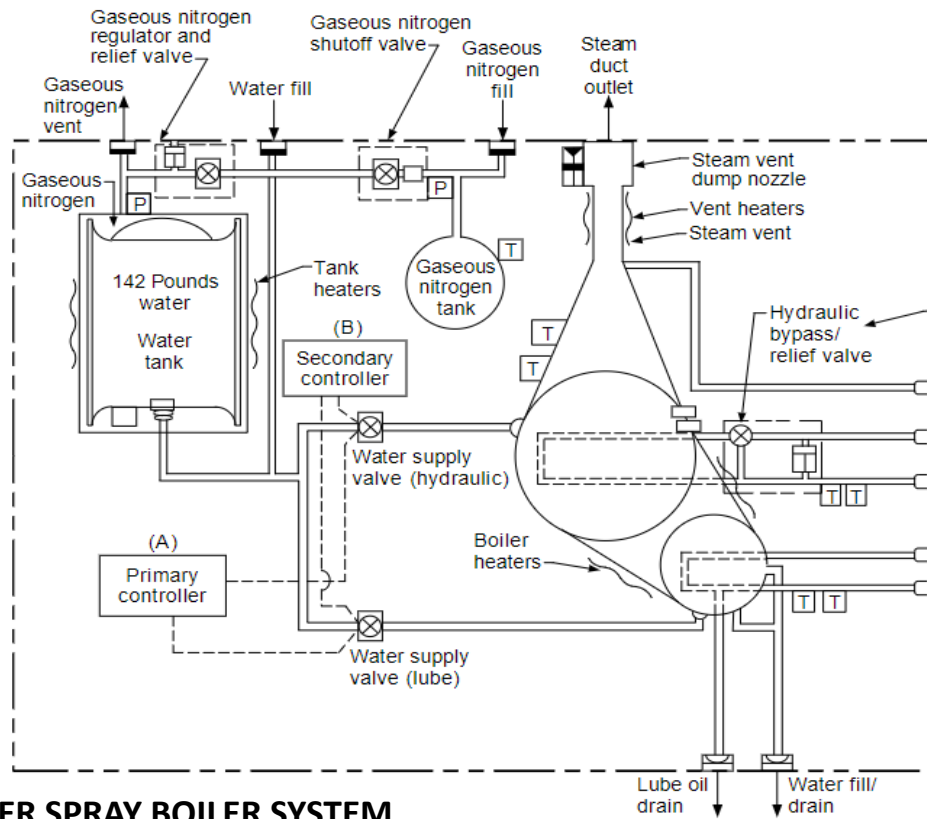 Gaseous nitrogen
regulator and
relief valve
Gaseous nitrogen
shutoff valve
Gaseous
nitrogen
fill
Steam
duct
outlet
Gaseous
nitrogen
vent
Water fill
Steam vent
dump nozzle
Gaseous
nitrogen
P
P
Vent heaters
Steam vent
T
Gaseous
nitrogen
tank
Tank
heaters
142 Pounds
water
Water
tank
Hydraulic
bypass/
relief valve
(B)
Secondary
controller
T
T
Water supply
valve (hydraulic)
T T
Boiler
heaters
(A)
Primary
controller
T T
Water supply
valve (lube)
Lube oil
drain
Water fill/
drain
ER SPRAY BOILER SYSTEM